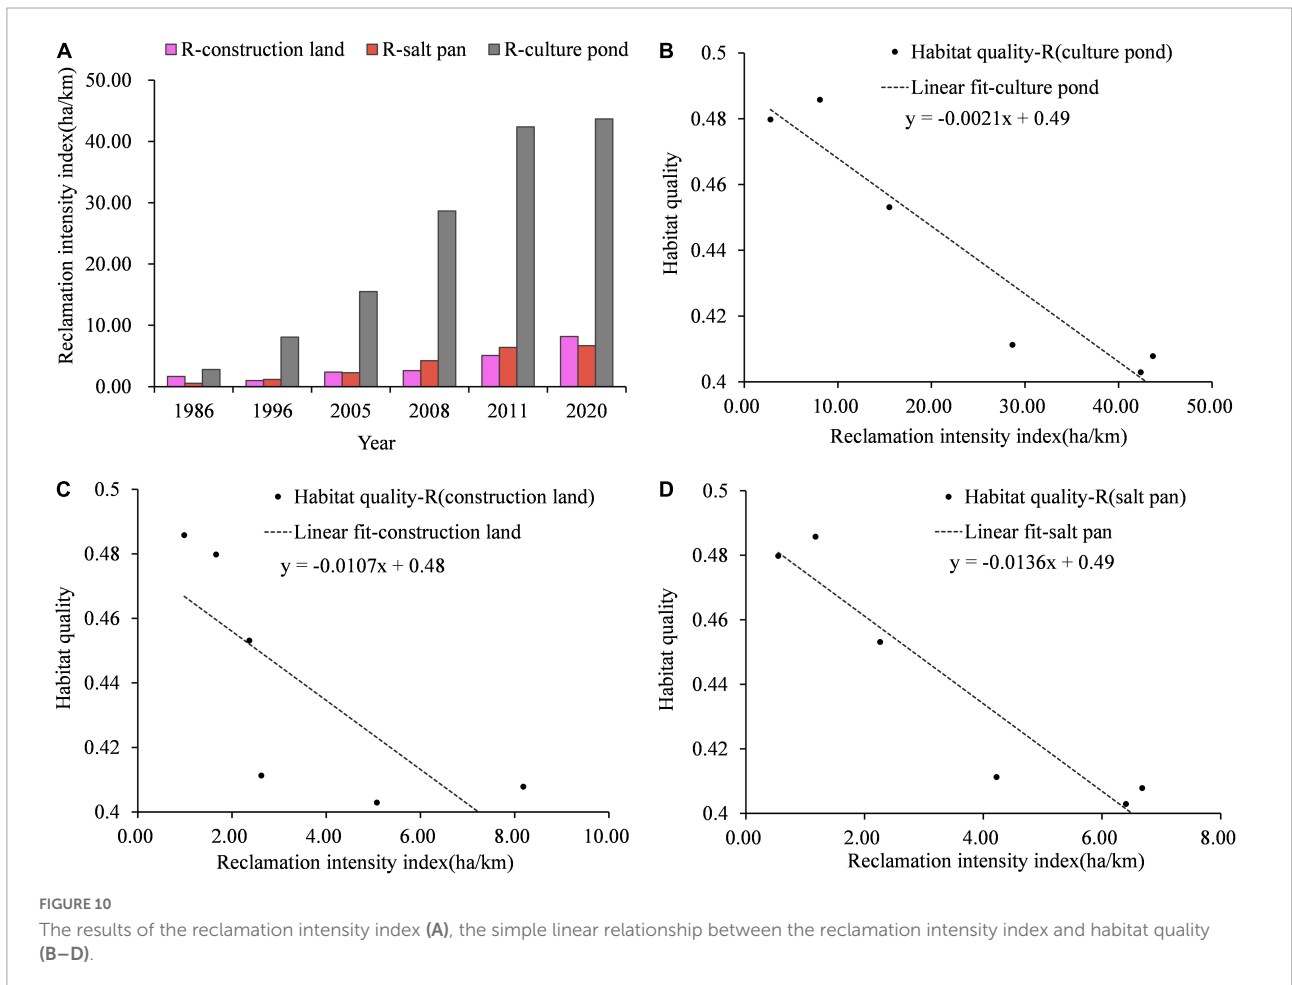 A
R-construction land
R-salt pan
R-culture pond
Reclamation intensity index(ha/km)
50.00
40.00
30.00
20.00
10.00
0.00
1986
1996
2005
2008
2011
2020
Year
B
Habitat quality-R(culture pond)
Linear fit-culture pond
y = -0.0021x + 0.49
Habitat quality
0.5
0.48
0.46
0.44
0.42
0.4
0.00
10.00
20.00
30.00
40.00
50.00
Reclamation intensity index(ha/km)
C
Habitat quality-R(construction land)
Linear fit-construction land
y = -0.0107x + 0.48
Habitat quality
0.5
0.48
0.46
0.44
0.42
0.4
0.00
2.00
4.00
6.00
8.00
10.00
Reclamation intensity index(ha/km)
D
Habitat quality-R(salt pan)
Linear fit-salt pan
y = -0.0136x + 0.49
Habitat quality
0.5
0.48
0.46
0.44
0.42
0.4
0.00
2.00
4.00
6.00
8.00
Reclamation intensity index(ha/km)
FIGURE 10
The results of the reclamation intensity index (A), the simple linear relationship between the reclamation intensity index and habitat quality
(B–D).